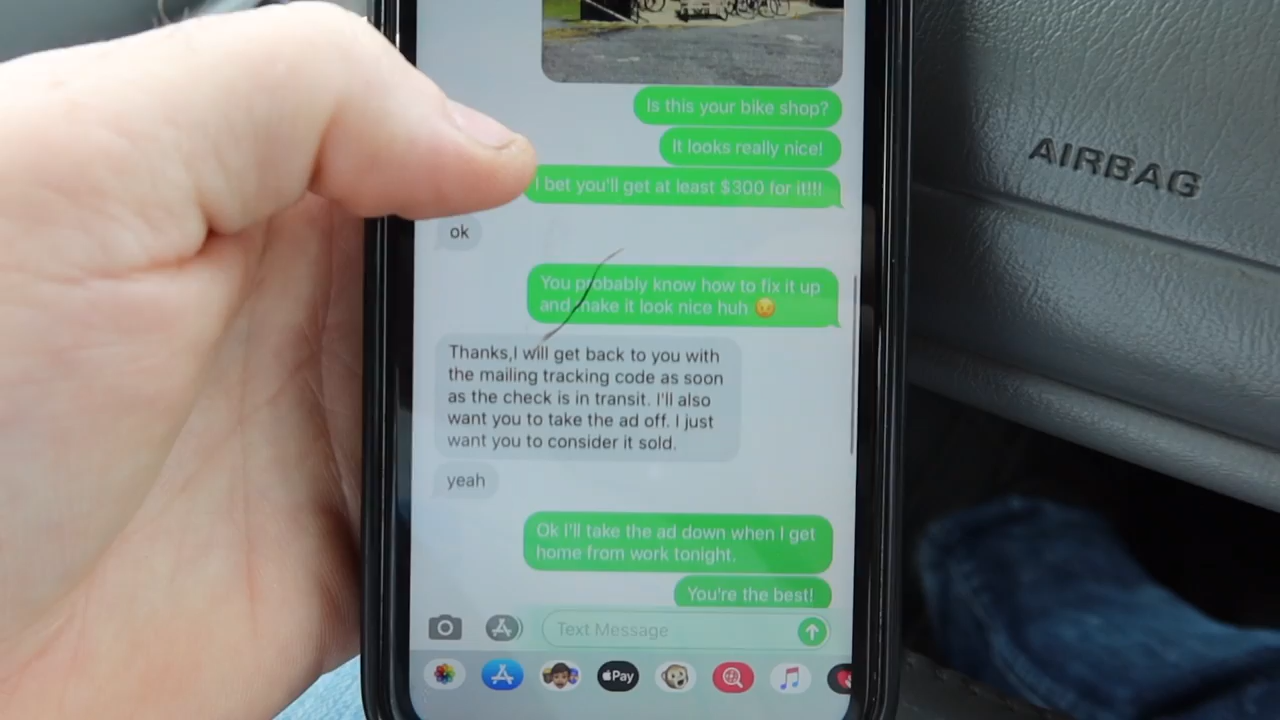 Is this your bike shop?
It looks really nice!
I bet you'll get at least $300 for it!!!
ok
You probably know how to fix it up
and make it look nice huh 😉
Thanks,I will get back to you with
the mailing tracking code as soon
as the check is in transit. I'll also
want you to take the ad off. I just
want you to consider it sold.
yeah
Ok I'll take the ad down when I get
home from work tonight.
You're the best!
Text Message
Pay
AIRBAG